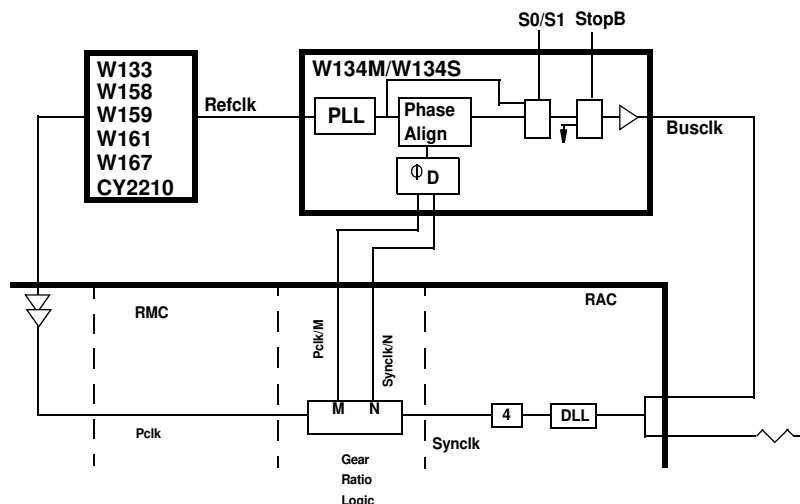 S0/S1 StopB
W133
W158
W159
W161
W167
CY2210
Refclk
W134M/W134S
PLL
Phase
Align
Φ
D
Busclk
RMC
RAC
Pclk/M
Synclk/N
M N
Pclk
4
DLL
Synclk
Gear
Ratio
Logic